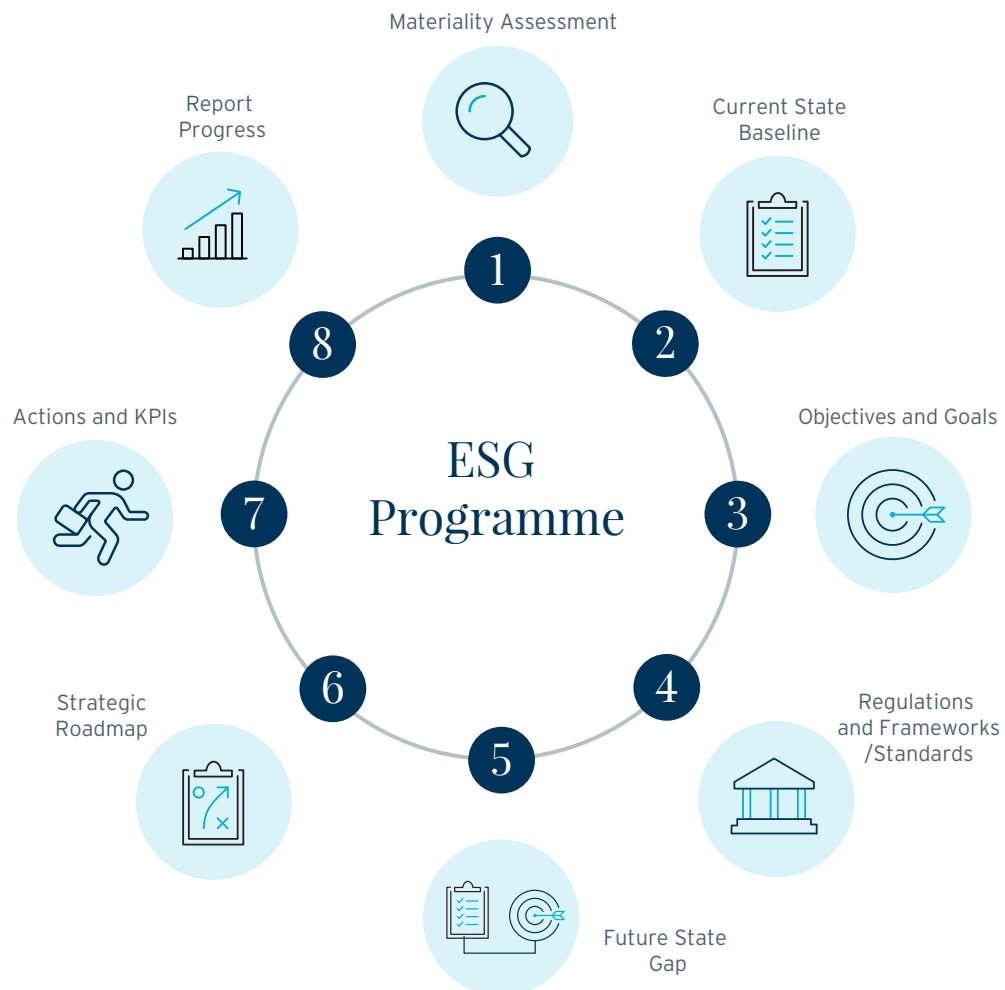 Materiality Assessment
Report
Progress
Current State
Baseline
1
8
2
Actions and KPIs
Objectives and Goals
ESG
Programme
7
3
6
4
Strategic
Roadmap
Regulations
and Frameworks
/Standards
5
Future State
Gap